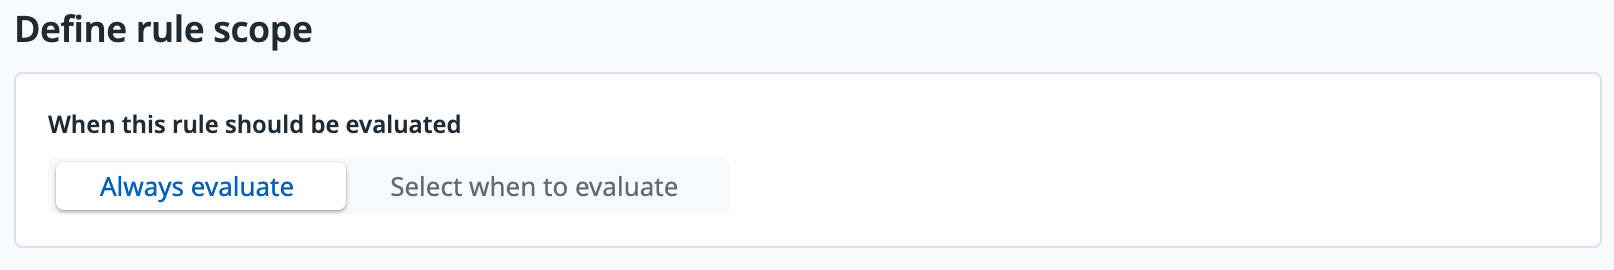 Define rule scope
When this rule should be evaluated
Always evaluate Select when to evaluate